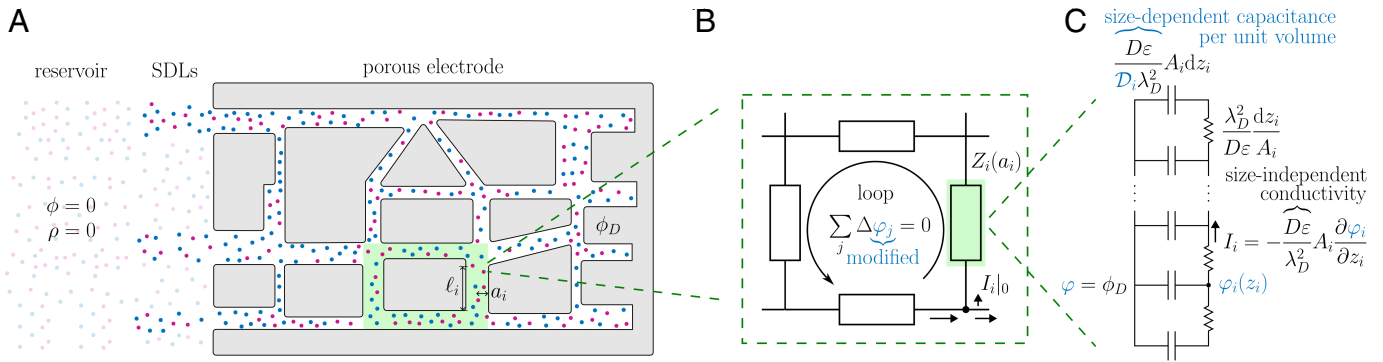 A
reservoir
SDLs
porous electrode
ϕ = 0
ρ = 0
ϕ_D
ℓ_i
a_i
B
Z_i(a_i)
loop
∑_j Δφ_j = 0
modified
I_i|_0
C
size-dependent capacitance
per unit volume
Dε/(𝒟_i λ_D^2) A_i dz_i
λ_D^2/(Dε) dz_i/A_i
size-independent
conductivity
I_i = −Dε/λ_D^2 A_i ∂φ_i/∂z_i
φ = ϕ_D
φ_i(z_i)